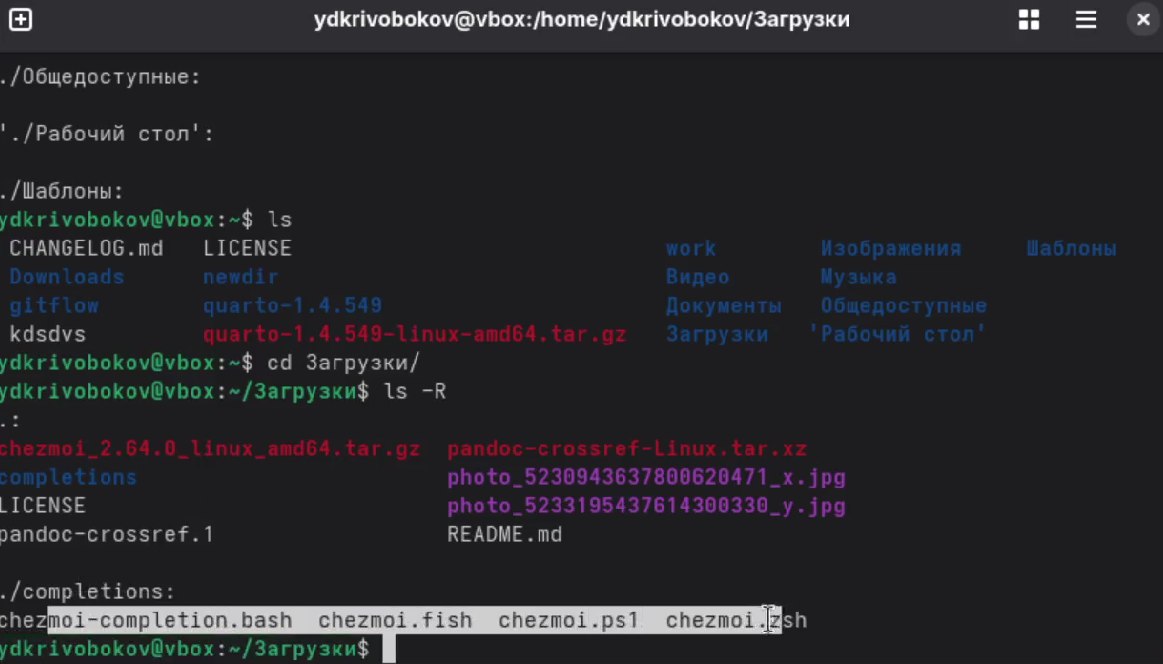 ydkrivobokov@vbox:/home/ydkrivobokov/Загрузки
./Общедоступные:
'./Рабочий стол':
./Шаблоны:
ydkrivobokov@vbox:~$ ls
CHANGELOG.md LICENSE work Изображения Шаблоны
Downloads newdir Видео Музыка
gitflow quarto-1.4.549 Документы Общедоступные
kdsdvs quarto-1.4.549-linux-amd64.tar.gz Загрузки 'Рабочий стол'
ydkrivobokov@vbox:~$ cd Загрузки/
ydkrivobokov@vbox:~/Загрузки$ ls -R
.:
chezmoi_2.64.0_linux_amd64.tar.gz pandoc-crossref-Linux.tar.xz
completions photo_5230943637800620471_x.jpg
LICENSE photo_5233195437614300330_y.jpg
pandoc-crossref.1 README.md
./completions:
chezmoi-completion.bash chezmoi.fish chezmoi.ps1 chezmoi.zsh
ydkrivobokov@vbox:~/Загрузки$